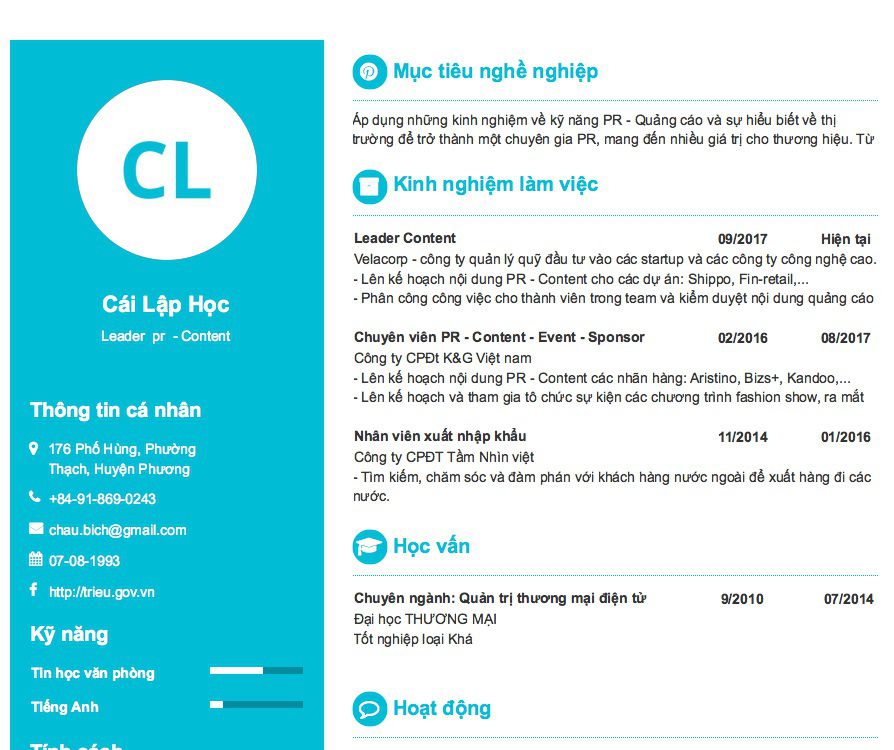 CL
Cái Lập Học
Leader pr - Content
Thông tin cá nhân
176 Phố Hùng, Phường
Thạch, Huyện Phương
+84-91-869-0243
chau.bich@gmail.com
07-08-1993
http://trieu.gov.vn
Kỹ năng
Tin học văn phòng
Tiếng Anh
Tính cách
Mục tiêu nghề nghiệp
Áp dụng những kinh nghiệm về kỹ năng PR - Quảng cáo và sự hiểu biết về thị
trường để trở thành một chuyên gia PR, mang đến nhiều giá trị cho thương hiệu. Từ
Kinh nghiệm làm việc
Leader Content 09/2017 Hiện tại
Velacorp - công ty quản lý quỹ đầu tư vào các startup và các công ty công nghệ cao.
- Lên kế hoạch nội dung PR - Content cho các dự án: Shippo, Fin-retail,...
- Phân công công việc cho thành viên trong team và kiểm duyệt nội dung quảng cáo
Chuyên viên PR - Content - Event - Sponsor 02/2016 08/2017
Công ty CPĐt K&G Việt nam
- Lên kế hoạch nội dung PR - Content các nhãn hàng: Aristino, Bizs+, Kandoo,...
- Lên kế hoạch và tham gia tổ chức sự kiện các chương trình fashion show, ra mắt
Nhân viên xuất nhập khẩu 11/2014 01/2016
Công ty CPĐT Tầm Nhìn việt
- Tìm kiếm, chăm sóc và đàm phán với khách hàng nước ngoài để xuất hàng đi các
nước.
Học vấn
Chuyên ngành: Quản trị thương mại điện tử 9/2010 07/2014
Đại học THƯƠNG MẠI
Tốt nghiệp loại Khá
Hoạt động